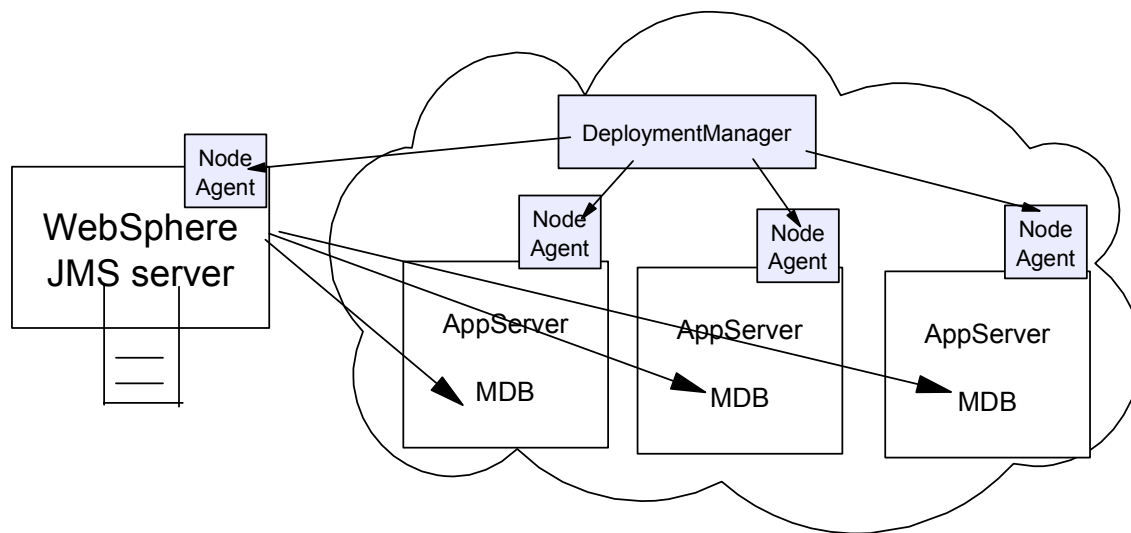 DeploymentManager
Node
Agent
WebSphere
JMS server
Node
Agent
AppServer
MDB
Node
Agent
AppServer
MDB
Node
Agent
AppServer
MDB